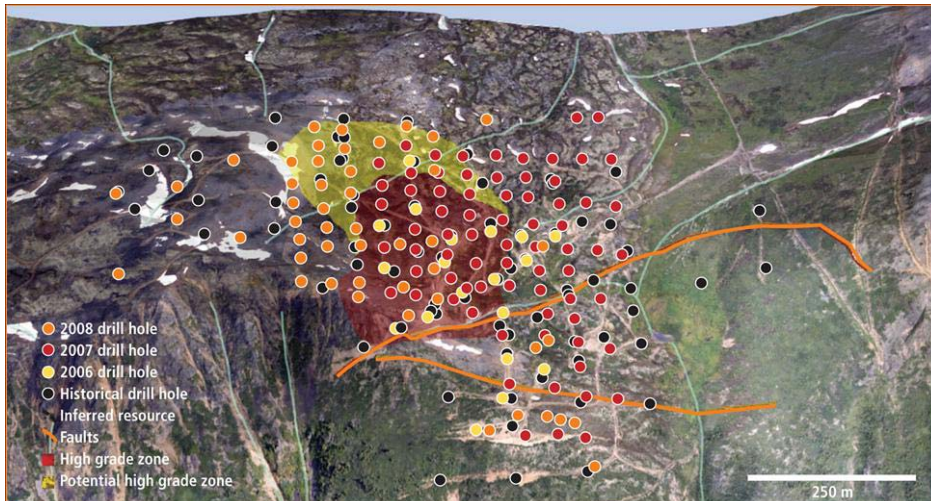 2008 drill hole
2007 drill hole
2006 drill hole
Historical drill hole
Inferred resource
Faults
High grade zone
Potential high grade zone
250 m